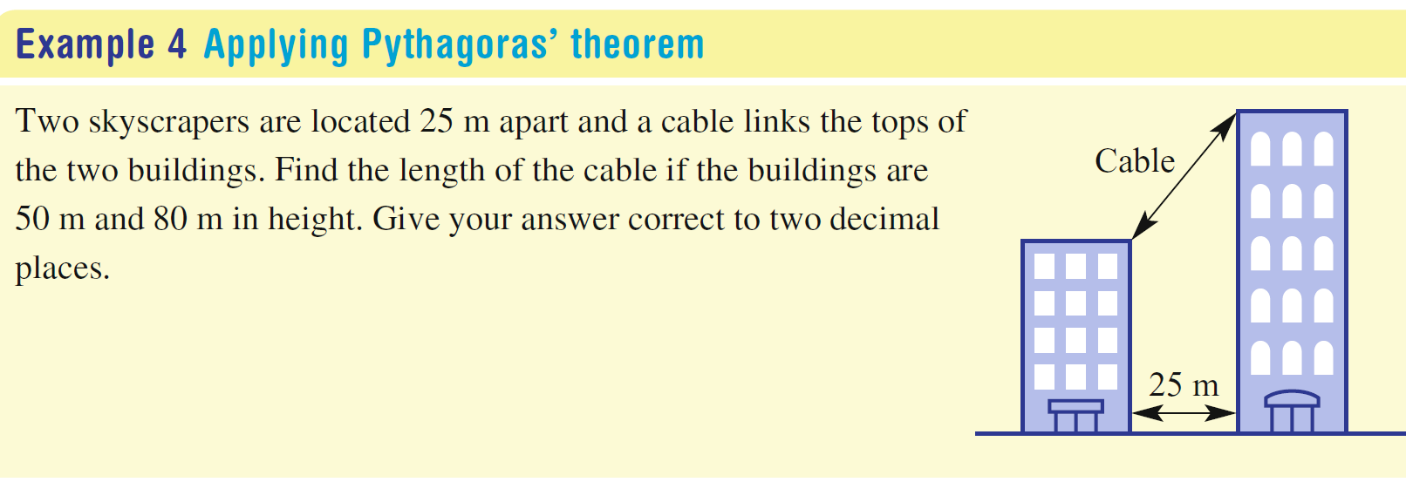 Example 4 Applying Pythagoras’ theorem
Two skyscrapers are located 25 m apart and a cable links the tops of
the two buildings. Find the length of the cable if the buildings are
50 m and 80 m in height. Give your answer correct to two decimal
places.
Cable
25 m